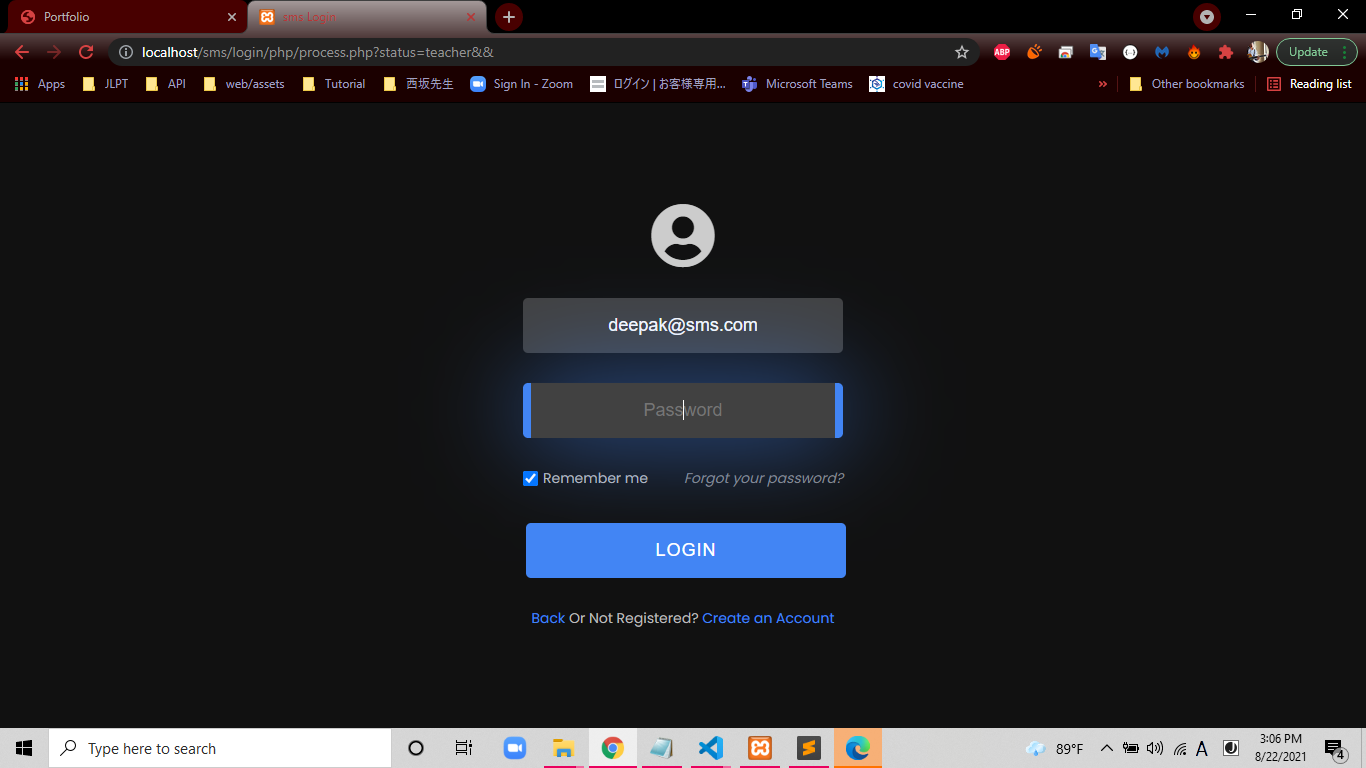 Portfolio
sms Login
localhost/sms/login/php/process.php?status=teacher&&
ABP
Update
Apps
JLPT
API
web/assets
Tutorial
西坂先生
Sign In - Zoom
ログイン | お客様専用...
Microsoft Teams
covid vaccine
»
Other bookmarks
Reading list
deepak@sms.com
Password
Remember me
Forgot your password?
LOGIN
Back Or Not Registered? Create an Account
Type here to search
89°F
A
3:06 PM
8/22/2021
4